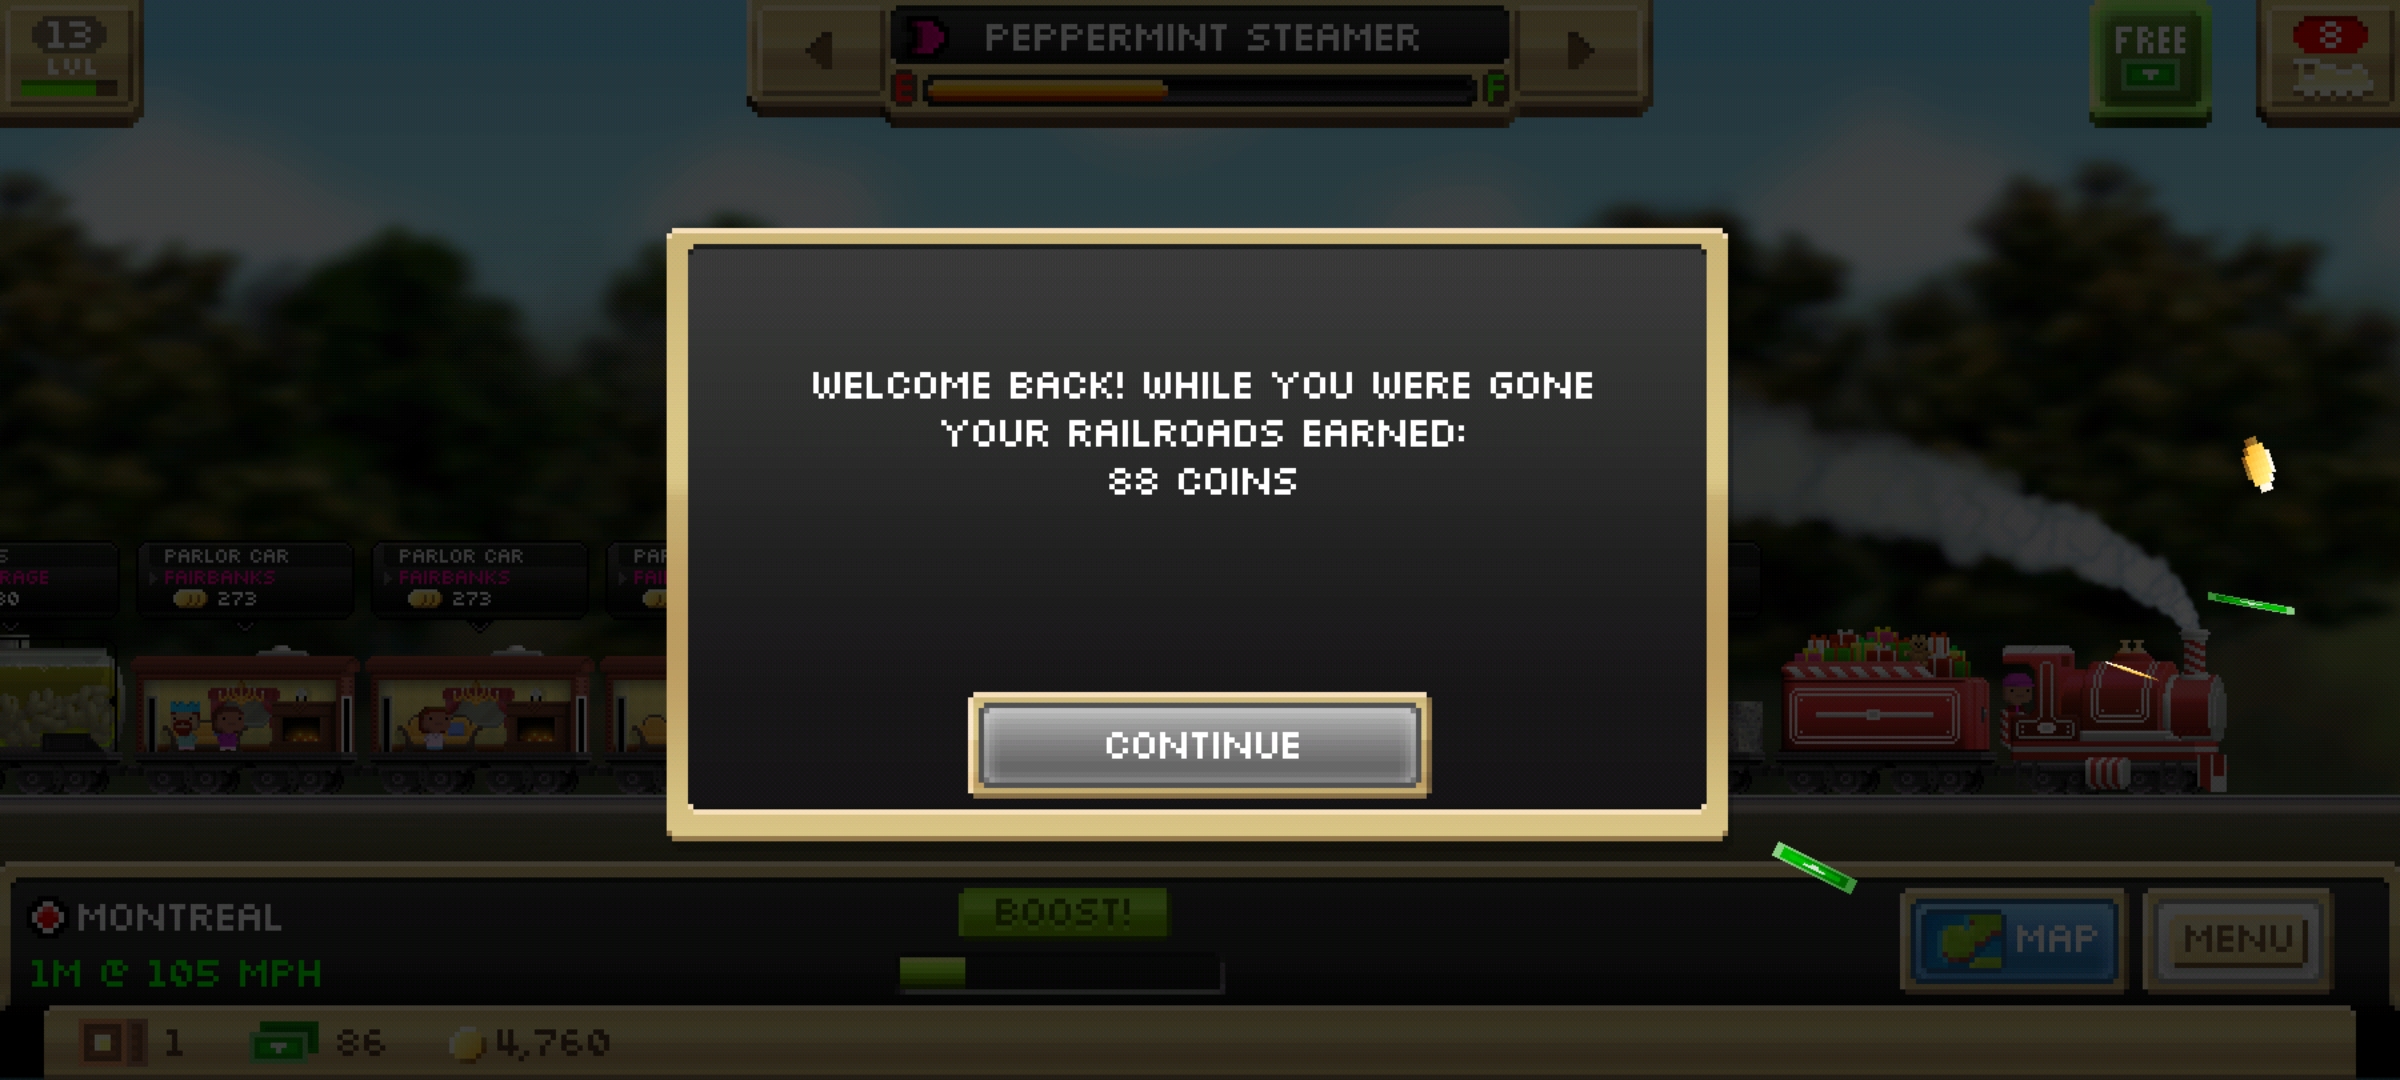 13
LVL
PEPPERMINT STEAMER
E
F
FREE
8
WELCOME BACK! WHILE YOU WERE GONE
YOUR RAILROADS EARNED:
88 COINS
CONTINUE
PARLOR CAR
FAIRBANKS
273
PARLOR CAR
FAIRBANKS
273
MONTREAL
1M @ 105 MPH
BOOST!
MAP
MENU
1
86
4,760